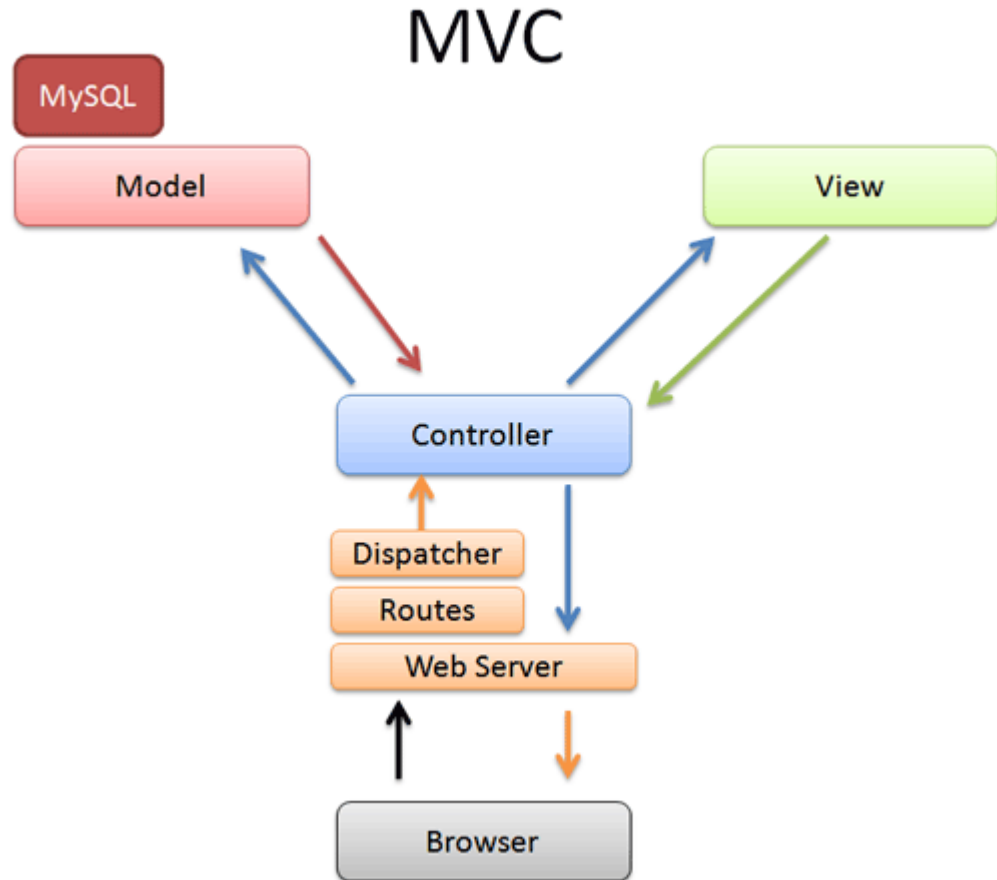 MVC
MySQL
Model
View
Controller
Dispatcher
Routes
Web Server
Browser